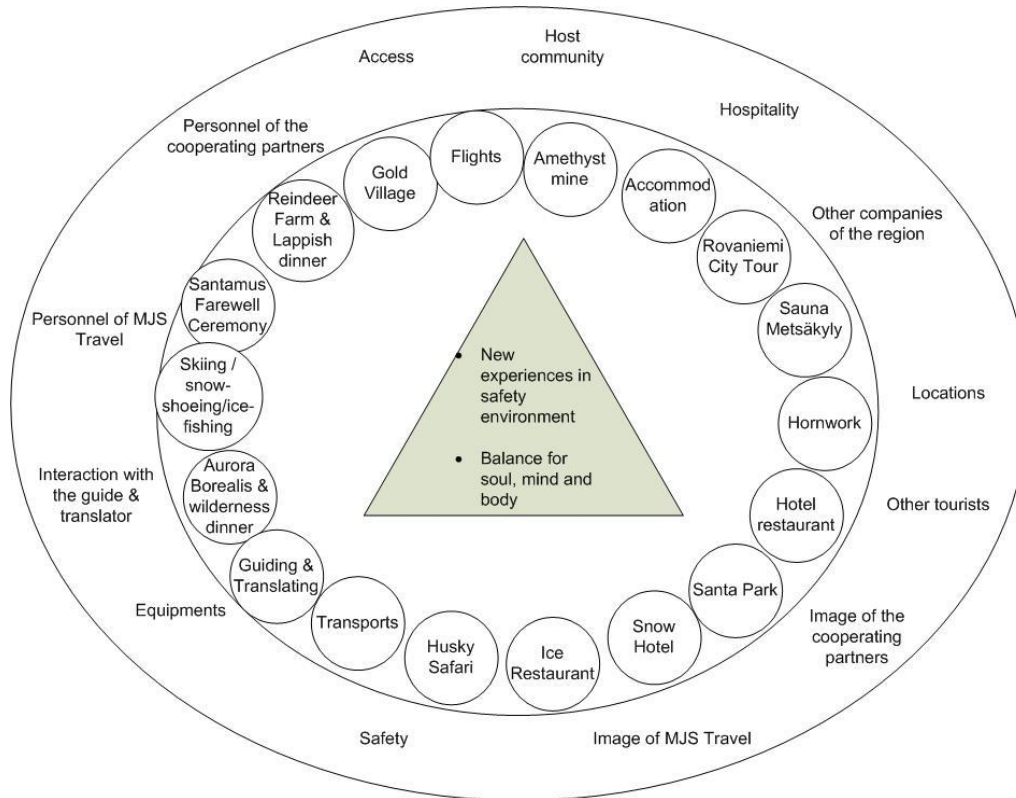 Host
community
Access
Hospitality
Personnel of the
cooperating partners
Other companies
of the region
Personnel of MJS
Travel
Locations
Interaction with
the guide &
translator
Other tourists
Equipments
Image of the
cooperating
partners
Safety
Image of MJS Travel
Flights
Amethyst
mine
Accommod
ation
Rovaniemi
City Tour
Sauna
Metsäkyly
Hornwork
Hotel
restaurant
Santa Park
Snow
Hotel
Ice
Restaurant
Husky
Safari
Transports
Guiding &
Translating
Aurora
Borealis &
wilderness
dinner
Skiing /
snow-
shoeing/ice-
fishing
Santamus
Farewell
Ceremony
Reindeer
Farm &
Lappish
dinner
Gold
Village
• New
experiences in
safety
environment
• Balance for
soul, mind and
body